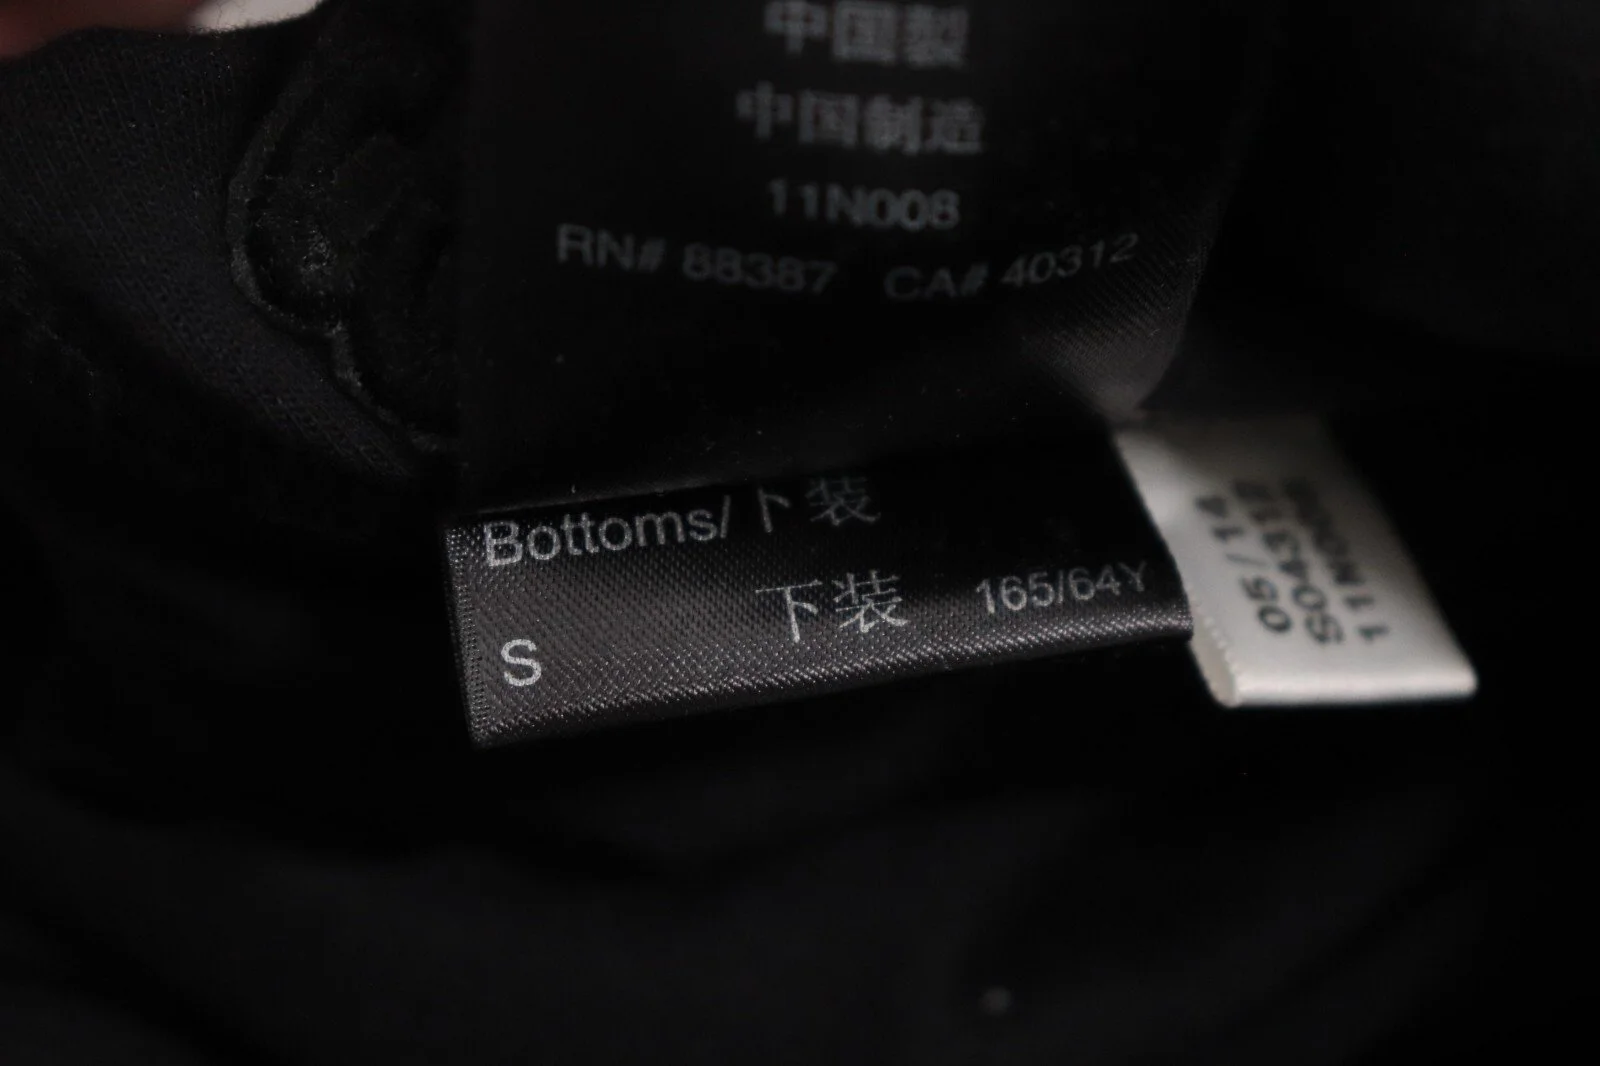 中国製
中国制造
11N008
RN# 88387 CA# 40312
Bottoms/下装
下装 165/64Y
S
05/14
11N008